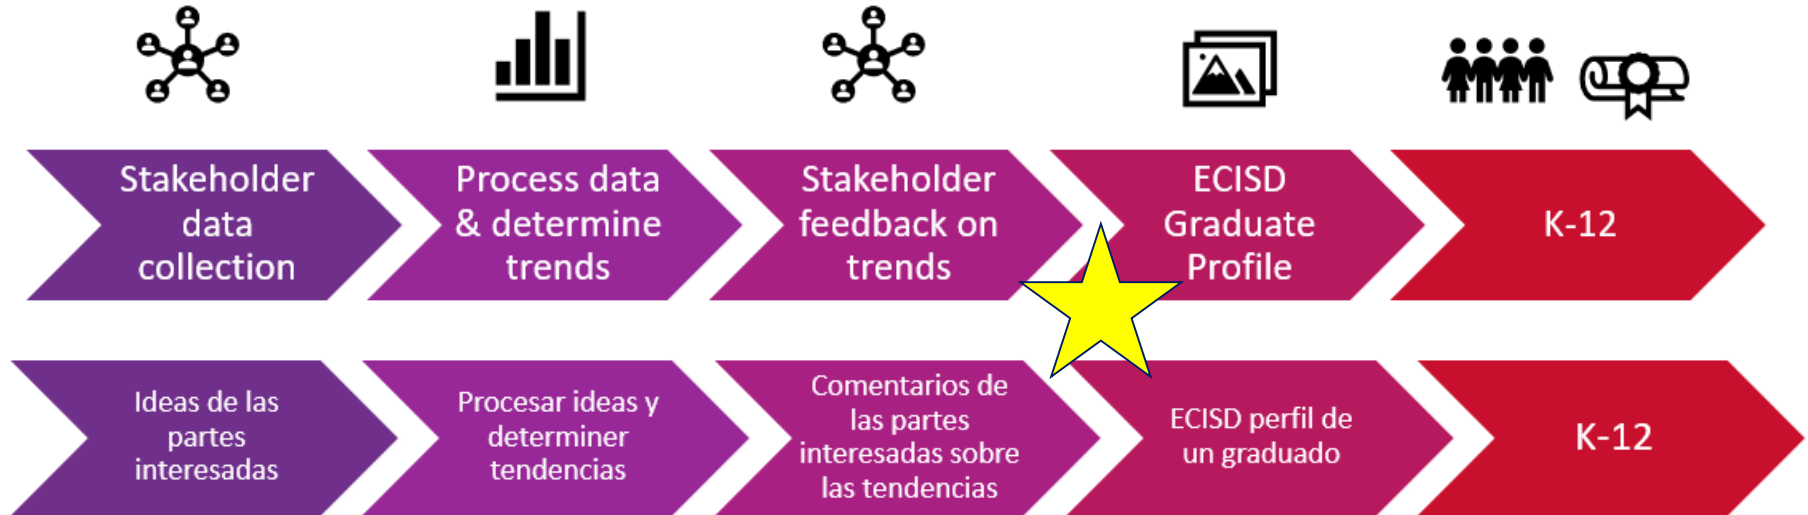 Stakeholder
data
collection
Process data
& determine
trends
Stakeholder
feedback on
trends
ECISD
Graduate
Profile
K-12
Ideas de las
partes
interesadas
Procesar ideas y
determiner
tendencias
Comentarios de
las partes
interesadas sobre
las tendencias
ECISD perfil de
un graduado
K-12